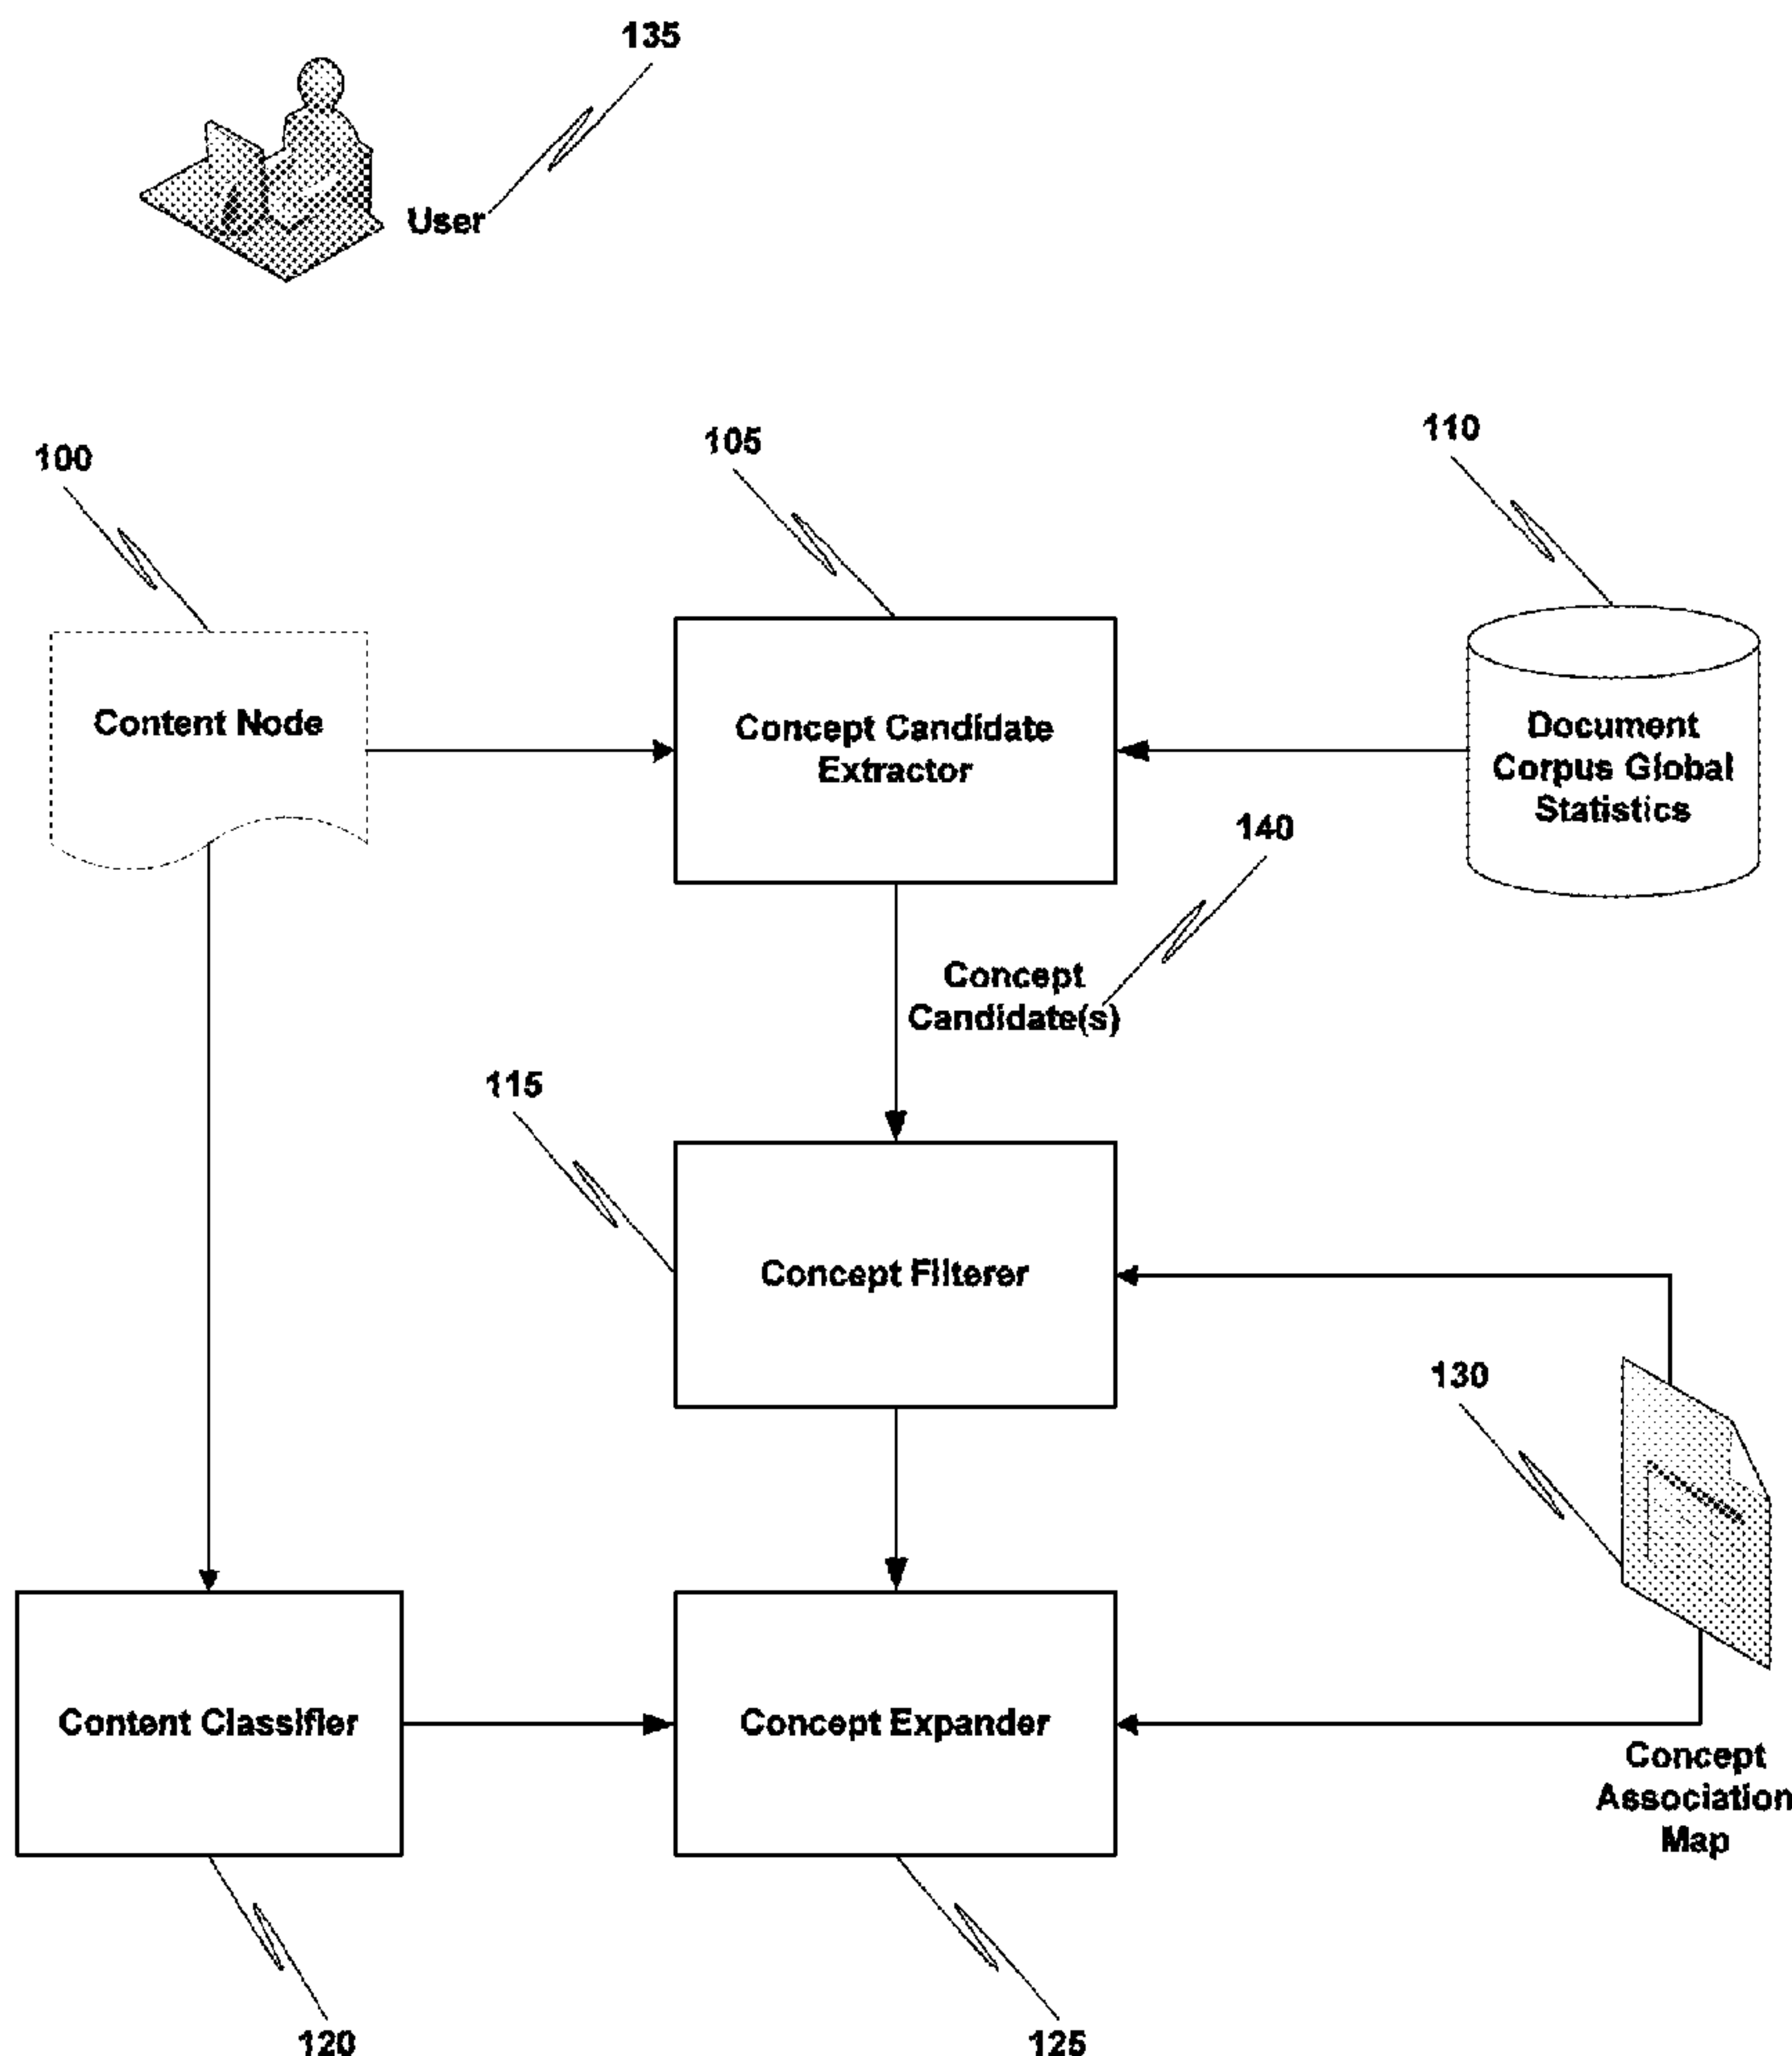 135
User
100
105
110
Content Node
Concept Candidate
Extractor
Document
Corpus Global
Statistics
140
Concept
Candidate(s)
115
Concept Filterer
130
Content Classifier
Concept Expander
Concept
Association
Map
120
125